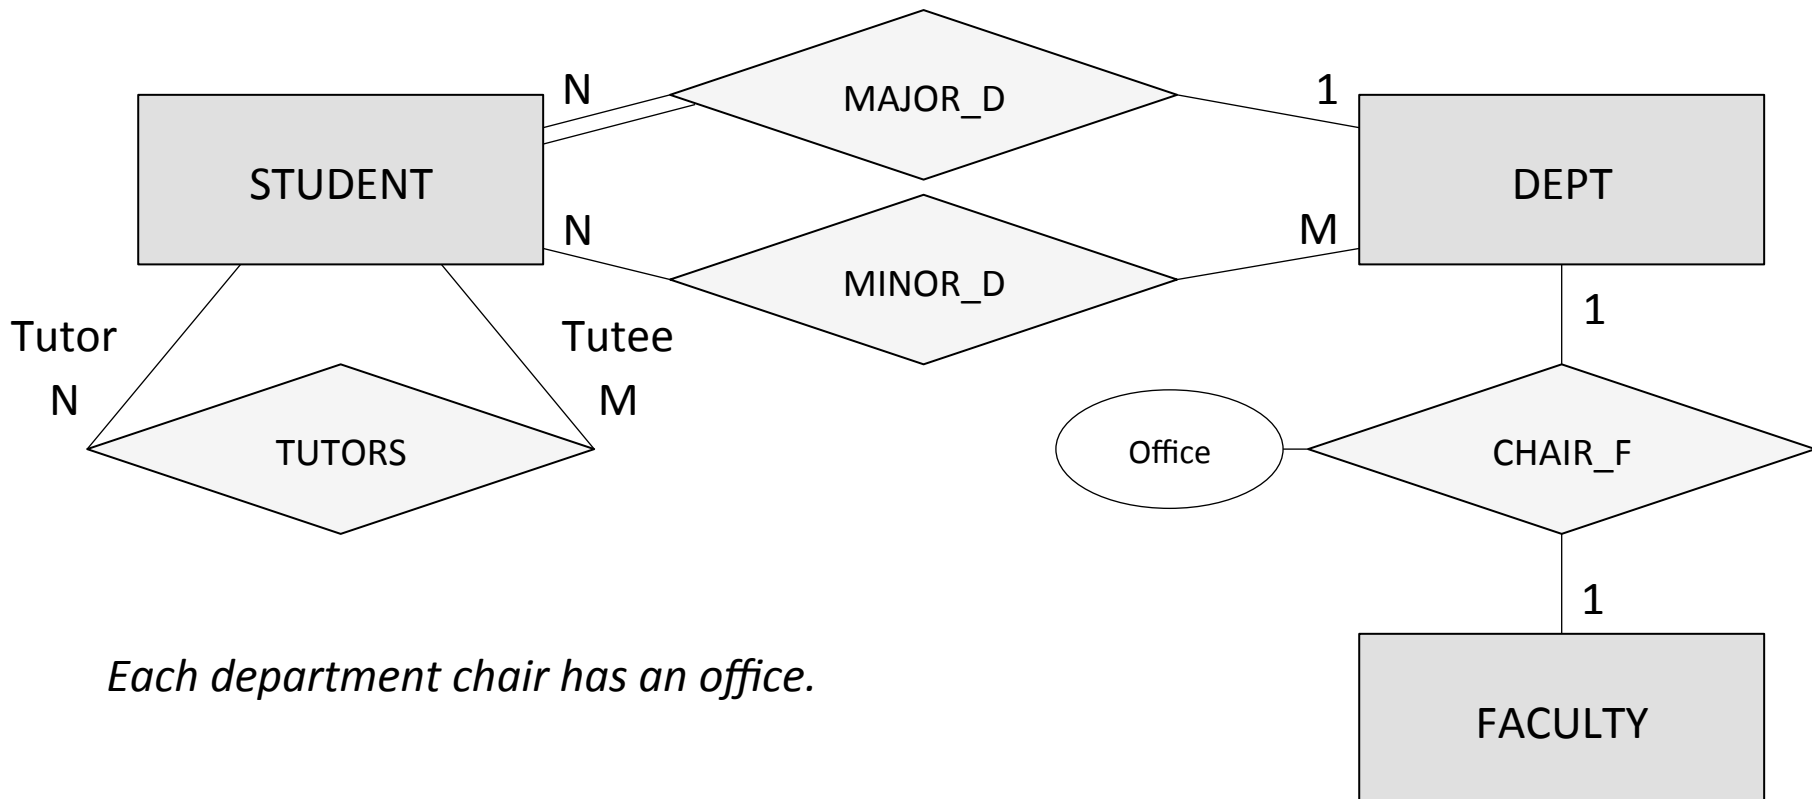 N
MAJOR_D
1
STUDENT
DEPT
N
MINOR_D
M
Tutor
N
Tutee
M
1
TUTORS
Office
CHAIR_F
1
Each department chair has an office.
FACULTY